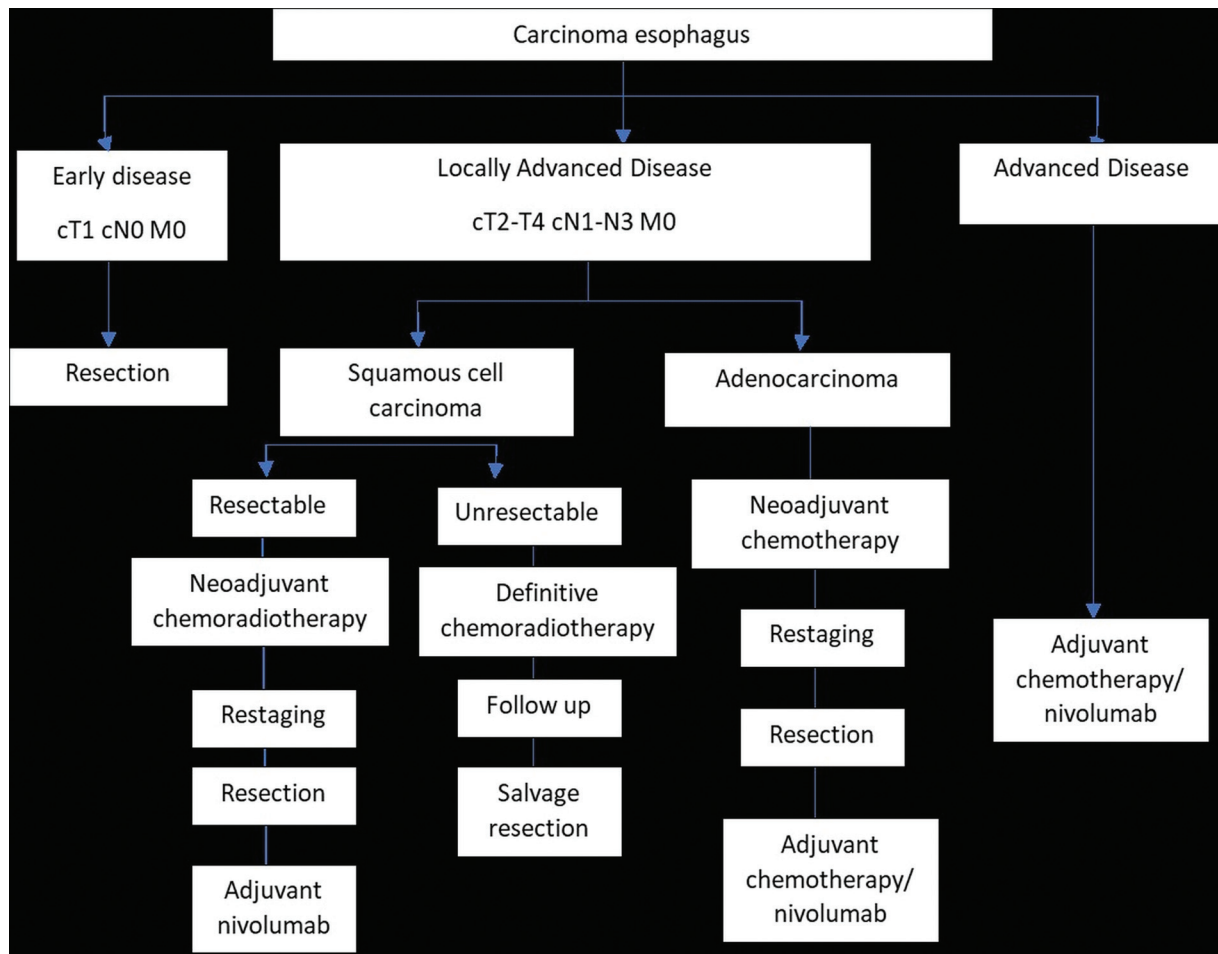 Carcinoma esophagus
Early disease
cT1 cN0 M0
Locally Advanced Disease
cT2-T4 cN1-N3 M0
Advanced Disease
Resection
Squamous cell
carcinoma
Adenocarcinoma
Resectable
Unresectable
Neoadjuvant
chemotherapy
Neoadjuvant
chemoradiotherapy
Definitive
chemoradiotherapy
Restaging
Adjuvant
chemotherapy/
nivolumab
Restaging
Follow up
Resection
Resection
Salvage
resection
Adjuvant
nivolumab
Adjuvant
chemotherapy/
nivolumab